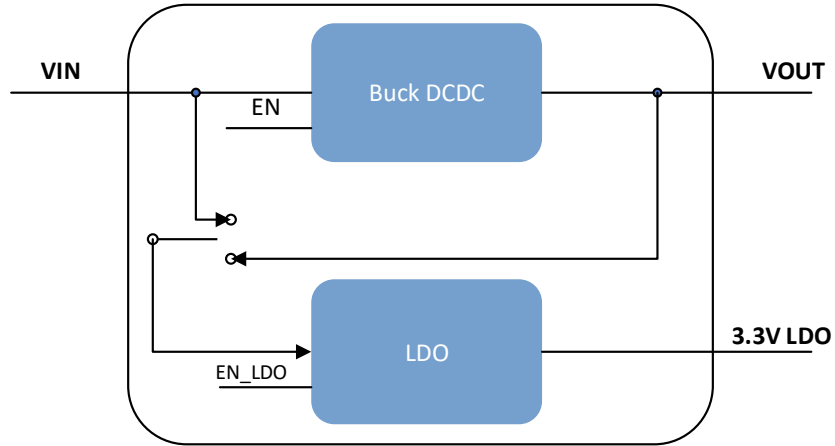 VIN
Buck DCDC
VOUT
EN
LDO
3.3V LDO
EN_LDO